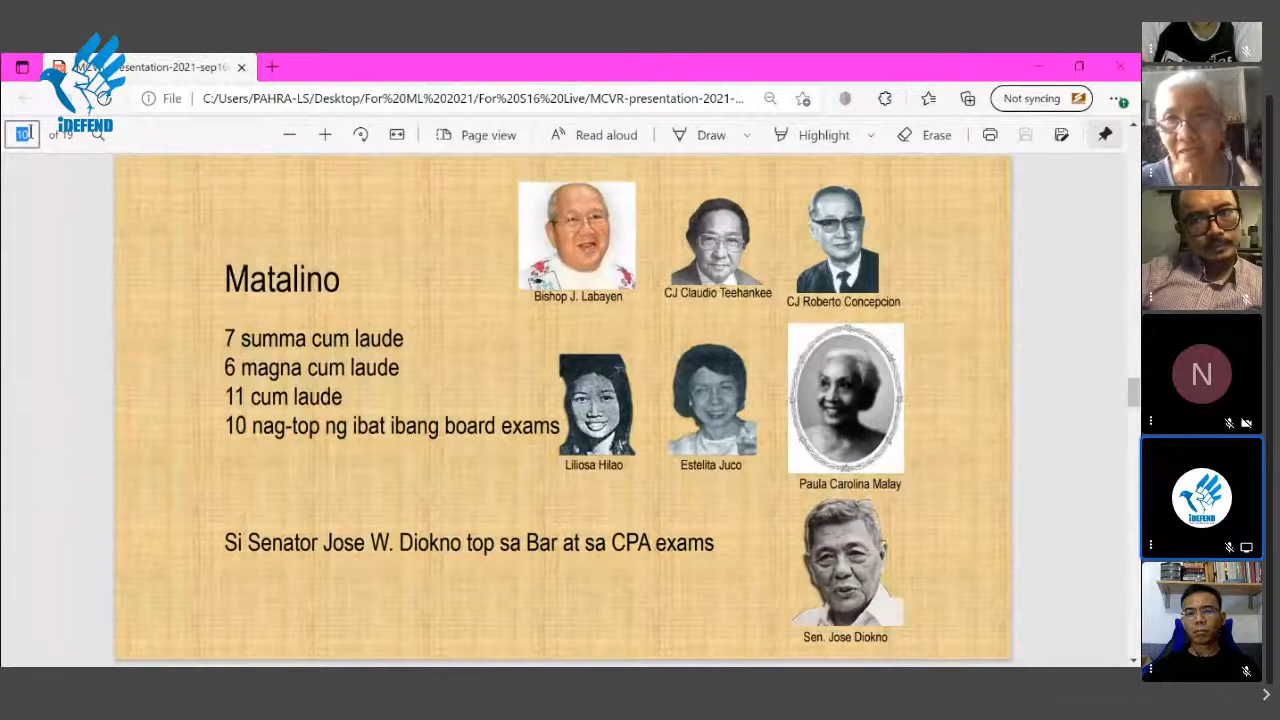 MCVR-presentation-2021-sep16
iDEFEND
File
C:/Users/PAHRA-LS/Desktop/For%20ML%202021/For%20S16%20Live/MCVR-presentation-2021-...
Not syncing
10 of 19
Page view
Read aloud
Draw
Highlight
Erase
Bishop J. Labayen
CJ Claudio Teehankee
CJ Roberto Concepcion
Matalino
7 summa cum laude
6 magna cum laude
11 cum laude
10 nag-top ng ibat ibang board exams
Liliosa Hilao
Estelita Juco
Paula Carolina Malay
Si Senator Jose W. Diokno top sa Bar at sa CPA exams
Sen. Jose Diokno
N
iDEFEND